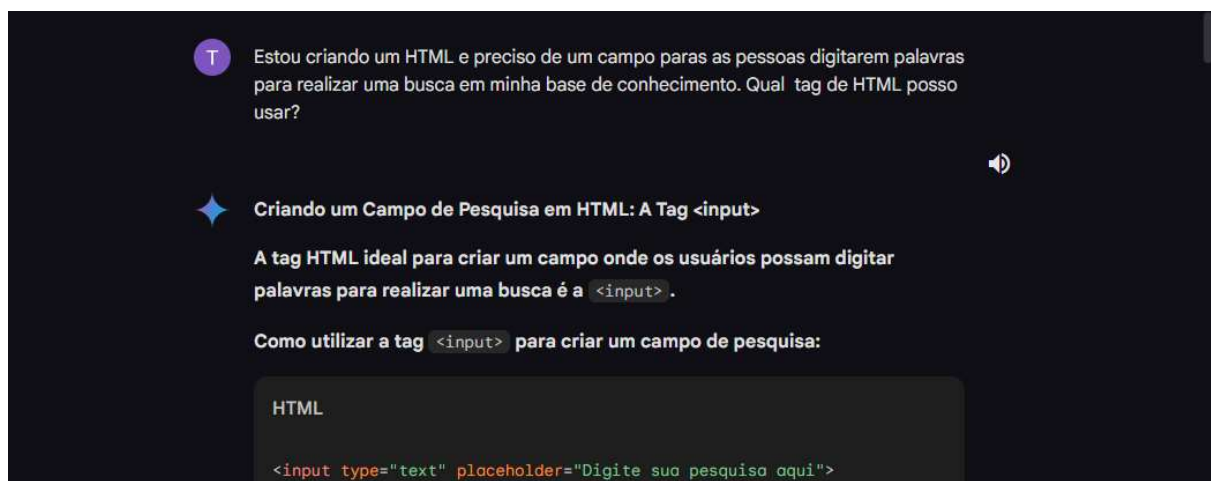 T
Estou criando um HTML e preciso de um campo paras as pessoas digitarem palavras
para realizar uma busca em minha base de conhecimento. Qual tag de HTML posso
usar?
Criando um Campo de Pesquisa em HTML: A Tag <input>
A tag HTML ideal para criar um campo onde os usuários possam digitar
palavras para realizar uma busca é a <input>.
Como utilizar a tag <input> para criar um campo de pesquisa:
HTML
<input type="text" placeholder="Digite sua pesquisa aqui">